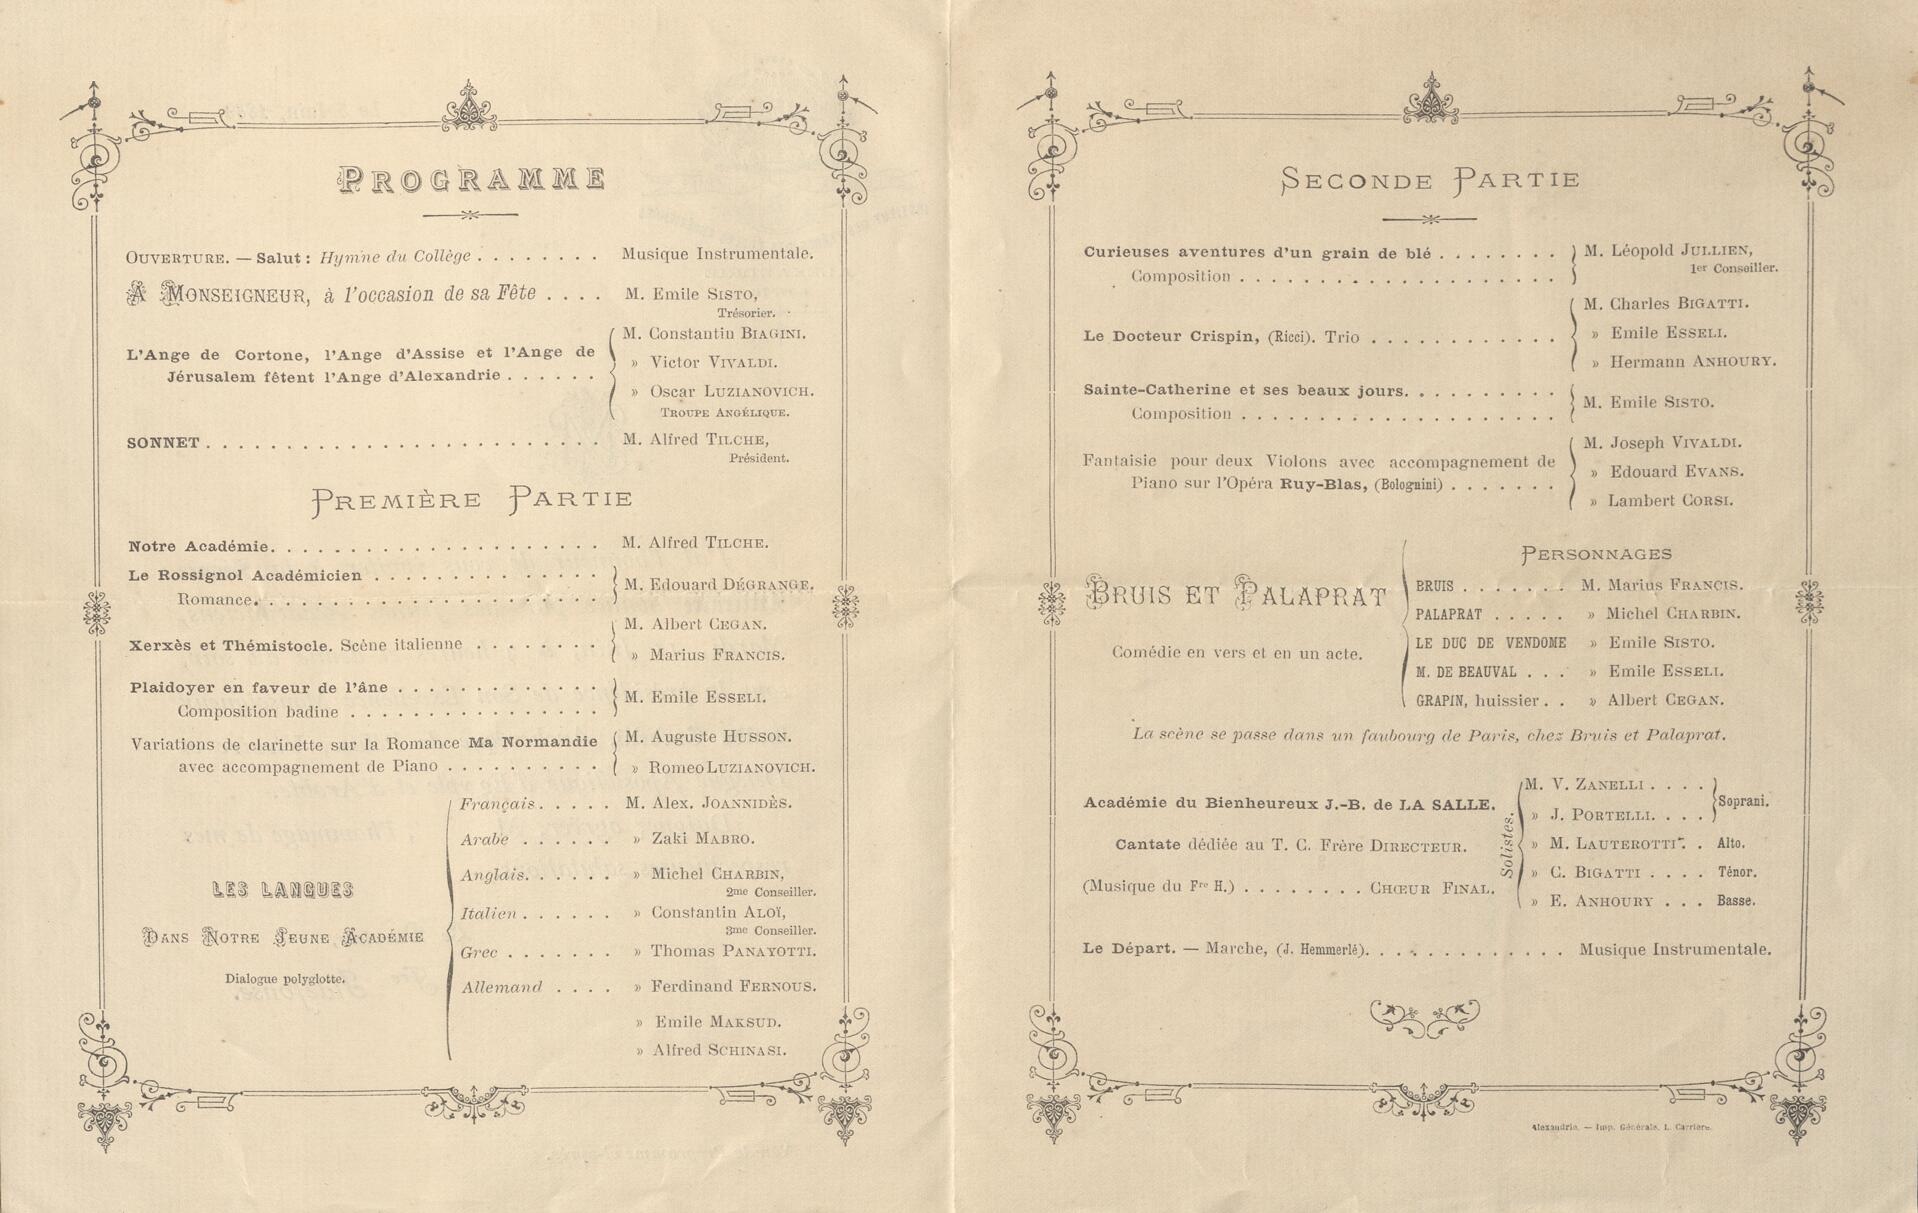 PROGRAMME
OUVERTURE. — Salut : Hymne du Collège . . . . . . . . Musique Instrumentale.
A MONSEIGNEUR, à l'occasion de sa Fête . . . . M. Emile SISTO,
Trésorier.
M. Constantin BIAGINI.
L'Ange de Cortone, l'Ange d'Assise et l'Ange de
» Victor VIVALDI.
Jérusalem fêtent l'Ange d'Alexandrie . . . . . .
» Oscar LUZIANOVICH.
TROUPE ANGÉLIQUE.
SONNET . . . . . . . . . . . . . . . . . . . . . . . . M. Alfred TILCHE,
Président.
PREMIÈRE PARTIE
Notre Académie. . . . . . . . . . . . . . . . . . . . . M. Alfred TILCHE.
Le Rossignol Académicien . . . . . . . . . . . .
M. Edouard DÉGRANGE.
Romance. . . . . . . . . . . . . . . . . . .
M. Albert CEGAN.
Xerxès et Thémistocle. Scène italienne . . . . . . . .
» Marius FRANCIS.
Plaidoyer en faveur de l'âne . . . . . . . . . . . .
M. Emile ESSELI.
Composition badine . . . . . . . . . . . . . . .
Variations de clarinette sur la Romance Ma Normandie M. Auguste HUSSON.
avec accompagnement de Piano . . . . . . . . . . » Romeo LUZIANOVICH.
Français. . . . . M. Alex. JOANNIDÈS.
Arabe . . . . . . » Zaki MABRO.
Anglais. . . . . . » Michel CHARBIN,
2me Conseiller.
LES LANGUES
Italien . . . . . . » Constantin ALOÏ,
3me Conseiller.
DANS NOTRE JEUNE ACADÉMIE
Grec . . . . . . . » Thomas PANAYOTTI.
Dialogue polyglotte.
Allemand . . . . » Ferdinand FERNOUS.
» Emile MAKSUD.
» Alfred SCHINASI.
SECONDE PARTIE
Curieuses aventures d'un grain de blé . . . . . . . . M. Léopold JULLIEN,
1er Conseiller.
Composition . . . . . . . . . . . . . . . . . . . .
M. Charles BIGATTI.
Le Docteur Crispin, (Ricci). Trio . . . . . . . . . . . . » Emile ESSELI.
» Hermann ANHOURY.
Sainte-Catherine et ses beaux jours. . . . . . . . . .
M. Emile SISTO.
Composition . . . . . . . . . . . . . . . . . . . .
M. Joseph VIVALDI.
Fantaisie pour deux Violons avec accompagnement de
» Edouard EVANS.
Piano sur l'Opéra Ruy-Blas, (Bolognini) . . . . . . .
» Lambert CORSI.
PERSONNAGES
BRUIS ET PALAPRAT
BRUIS . . . . . . . M. Marius FRANCIS.
PALAPRAT . . . . . » Michel CHARBIN.
LE DUC DE VENDOME » Emile SISTO.
Comédie en vers et en un acte.
M. DE BEAUVAL . . . » Emile ESSELI.
GRAPIN, huissier . . » Albert CEGAN.
La scène se passe dans un faubourg de Paris, chez Bruis et Palaprat.
M. V. ZANELLI . . . .
Académie du Bienheureux J.-B. de LA SALLE.
Soprani.
» J. PORTELLI. . . .
Cantate dédiée au T. C. Frère DIRECTEUR.
Solistes.
» M. LAUTEROTTI . . Alto.
» C. BIGATTI . . . . Ténor.
(Musique du Fre H.) . . . . . . . . CHŒUR FINAL.
» E. ANHOURY . . . Basse.
Le Départ. — Marche, (J. Hemmerlé). . . . . . . . . . . . . Musique Instrumentale.
Alexandrie. — Imp. Générale. L. Carrière.